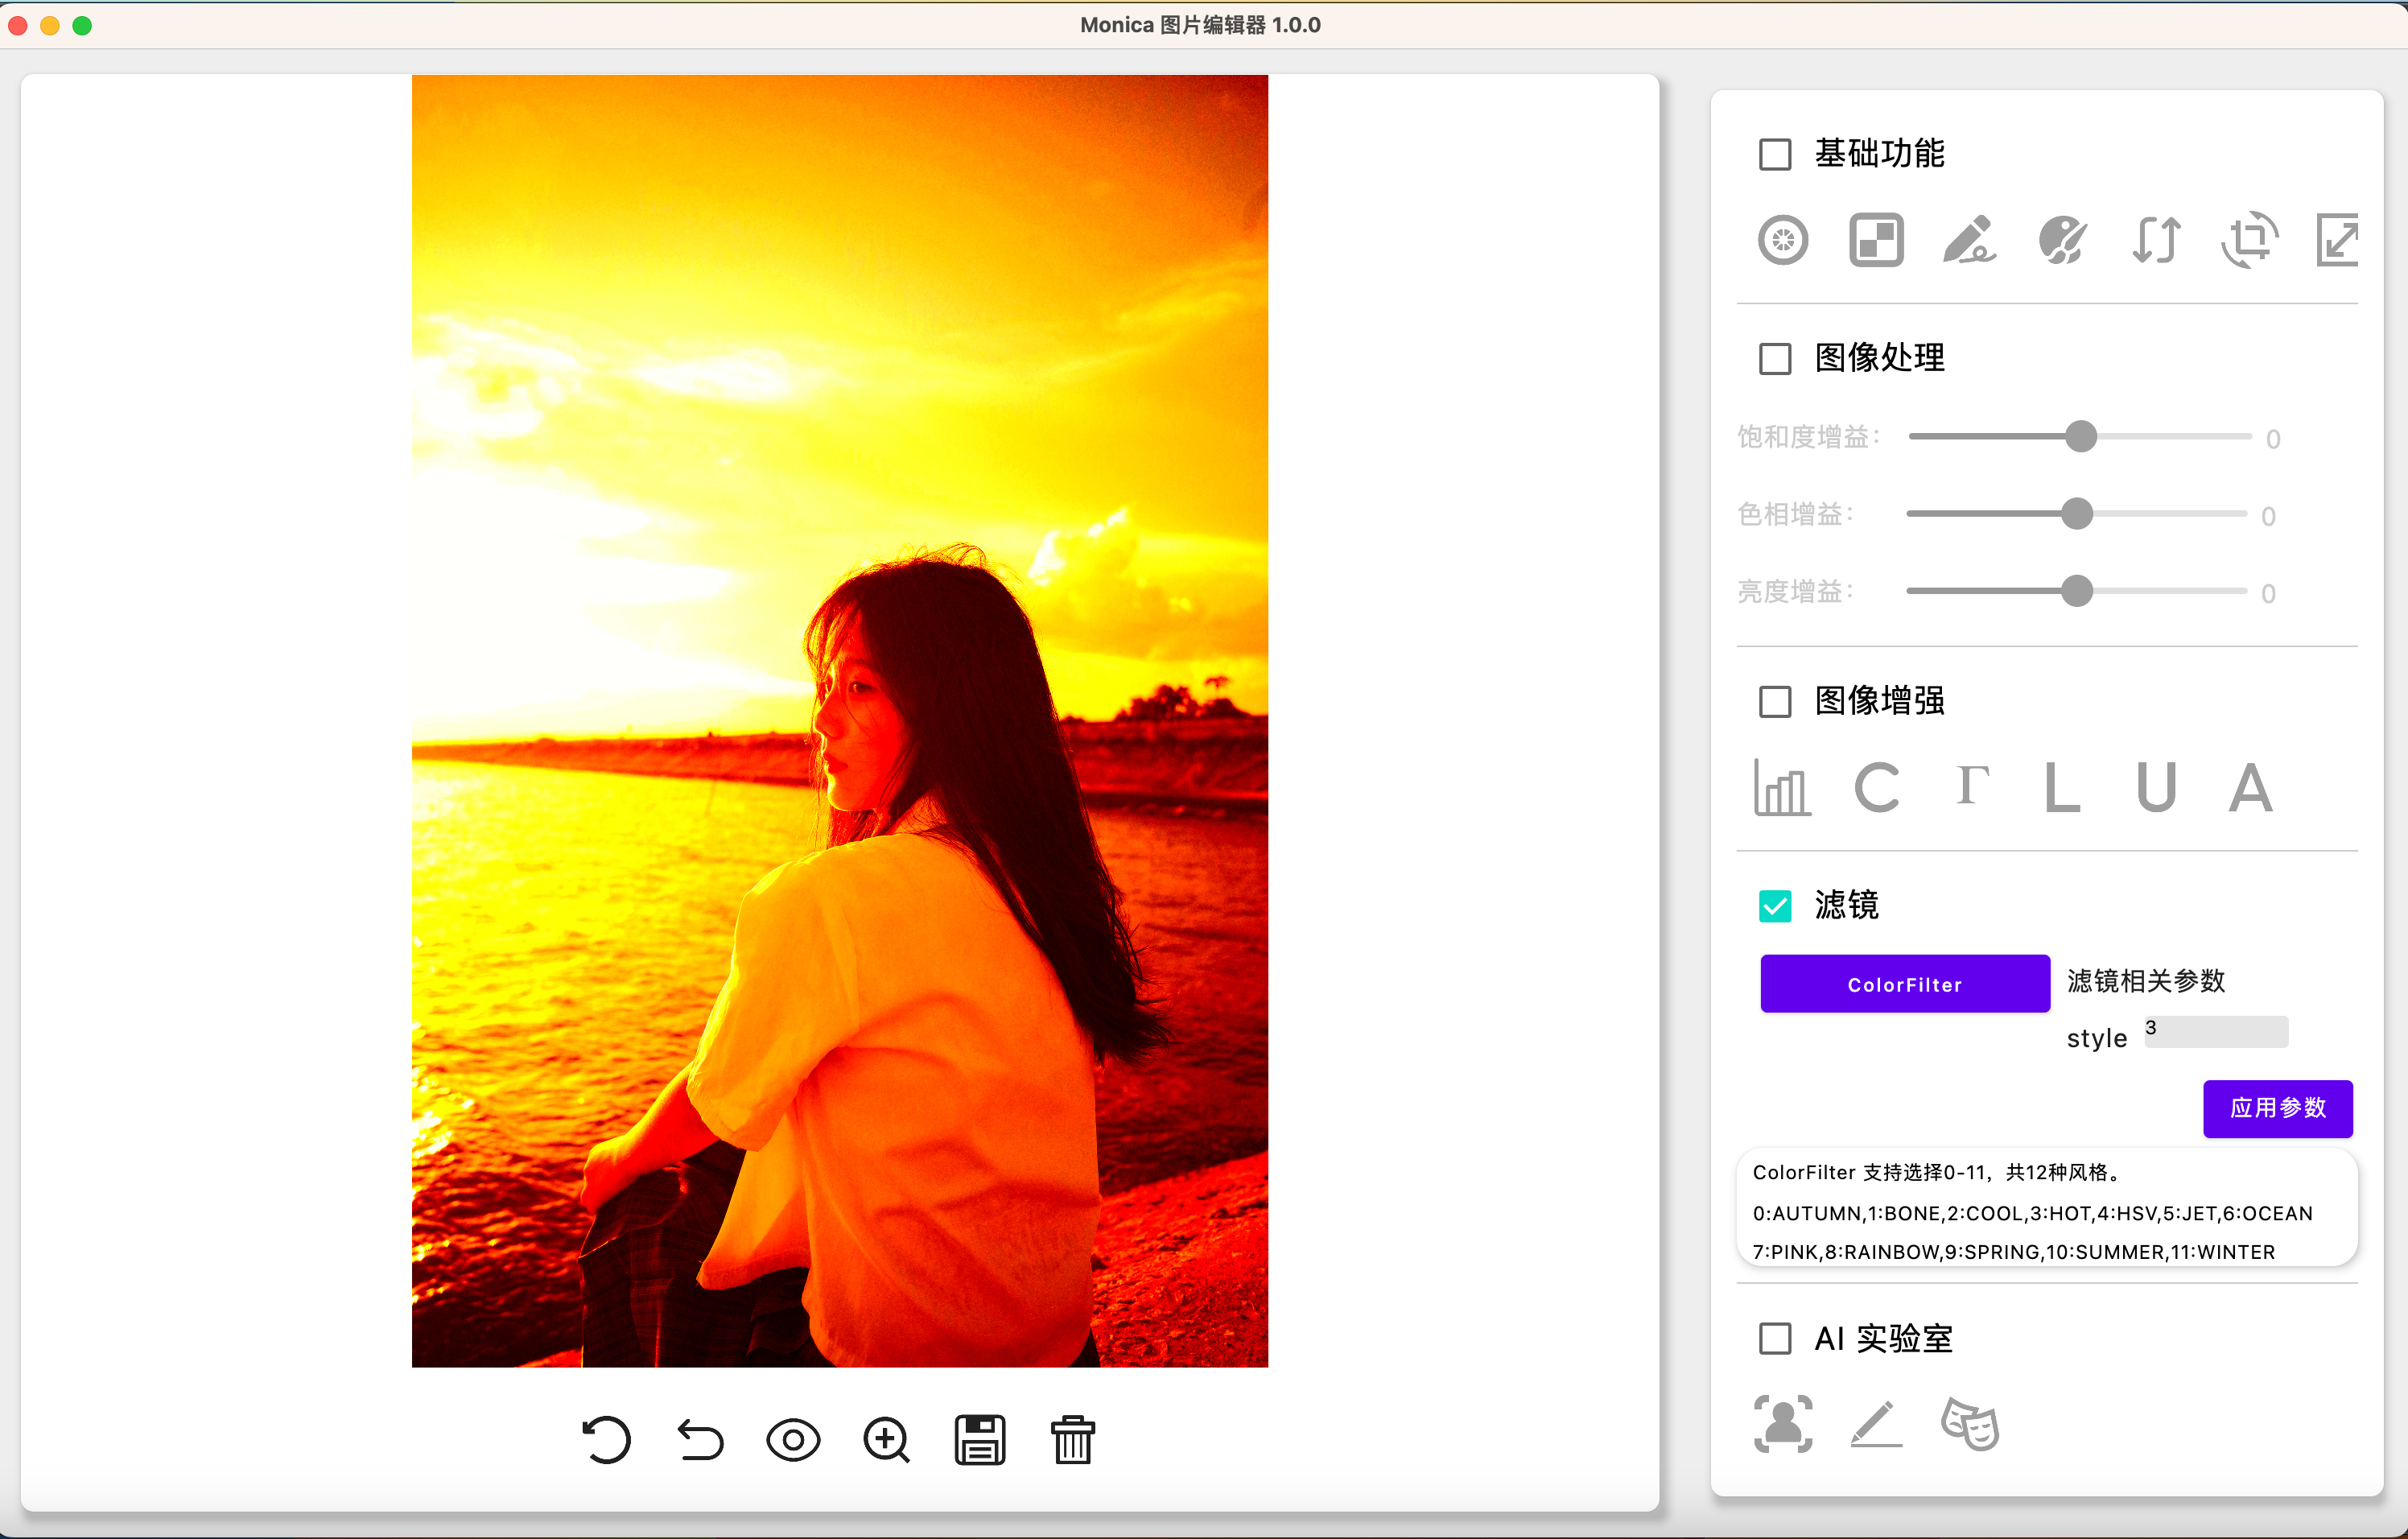 Monica 图片编辑器 1.0.0
基础功能
图像处理
饱和度增益：
0
色相增益：
0
亮度增益：
0
图像增强
C Γ L U A
滤镜
ColorFilter
滤镜相关参数
style 3
应用参数
ColorFilter 支持选择0-11，共12种风格。
0:AUTUMN,1:BONE,2:COOL,3:HOT,4:HSV,5:JET,6:OCEAN
7:PINK,8:RAINBOW,9:SPRING,10:SUMMER,11:WINTER
AI 实验室